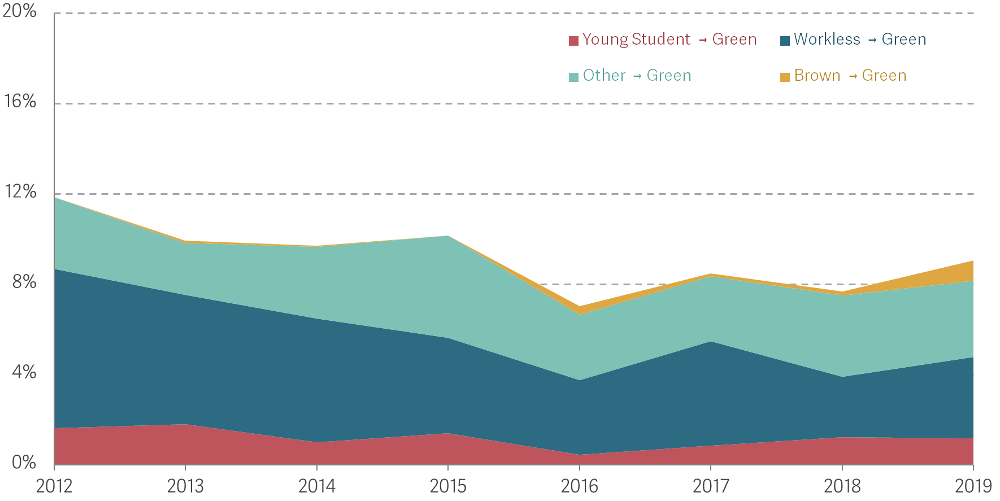 20%
Young Student → Green
Workless → Green
Other → Green
Brown → Green
16%
12%
8%
4%
0%
2012 2013 2014 2015 2016 2017 2018 2019